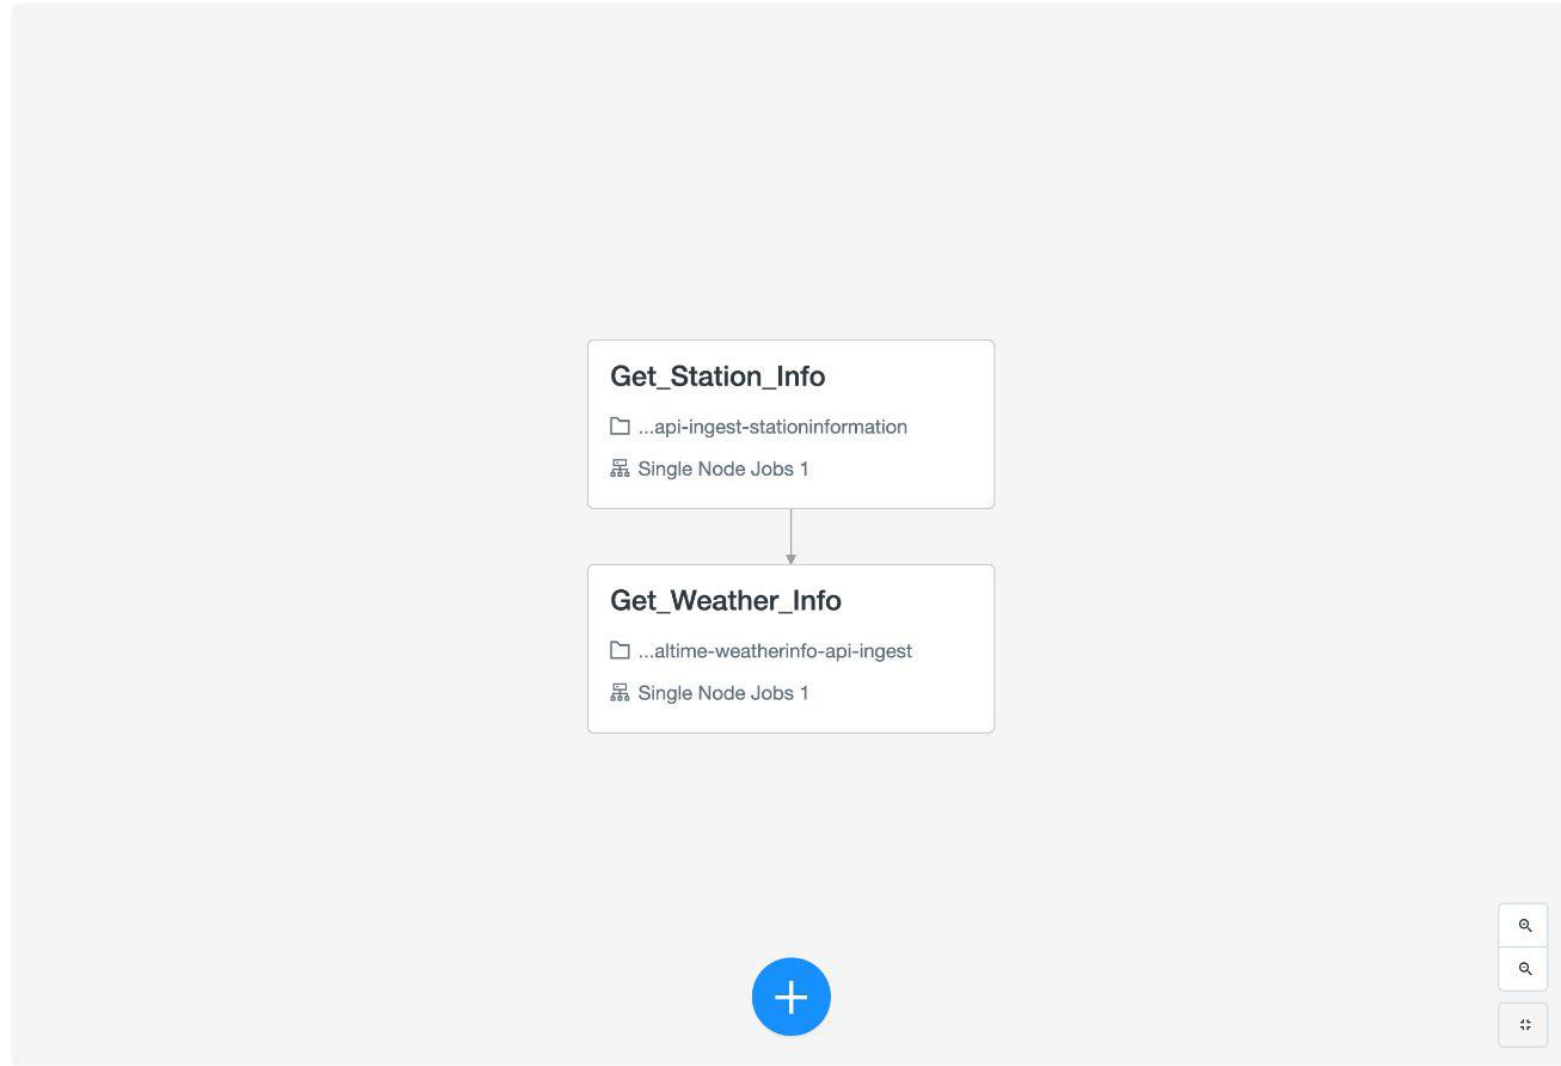 Get_Station_Info
...api-ingest-stationinformation
Single Node Jobs 1
Get_Weather_Info
...altime-weatherinfo-api-ingest
Single Node Jobs 1